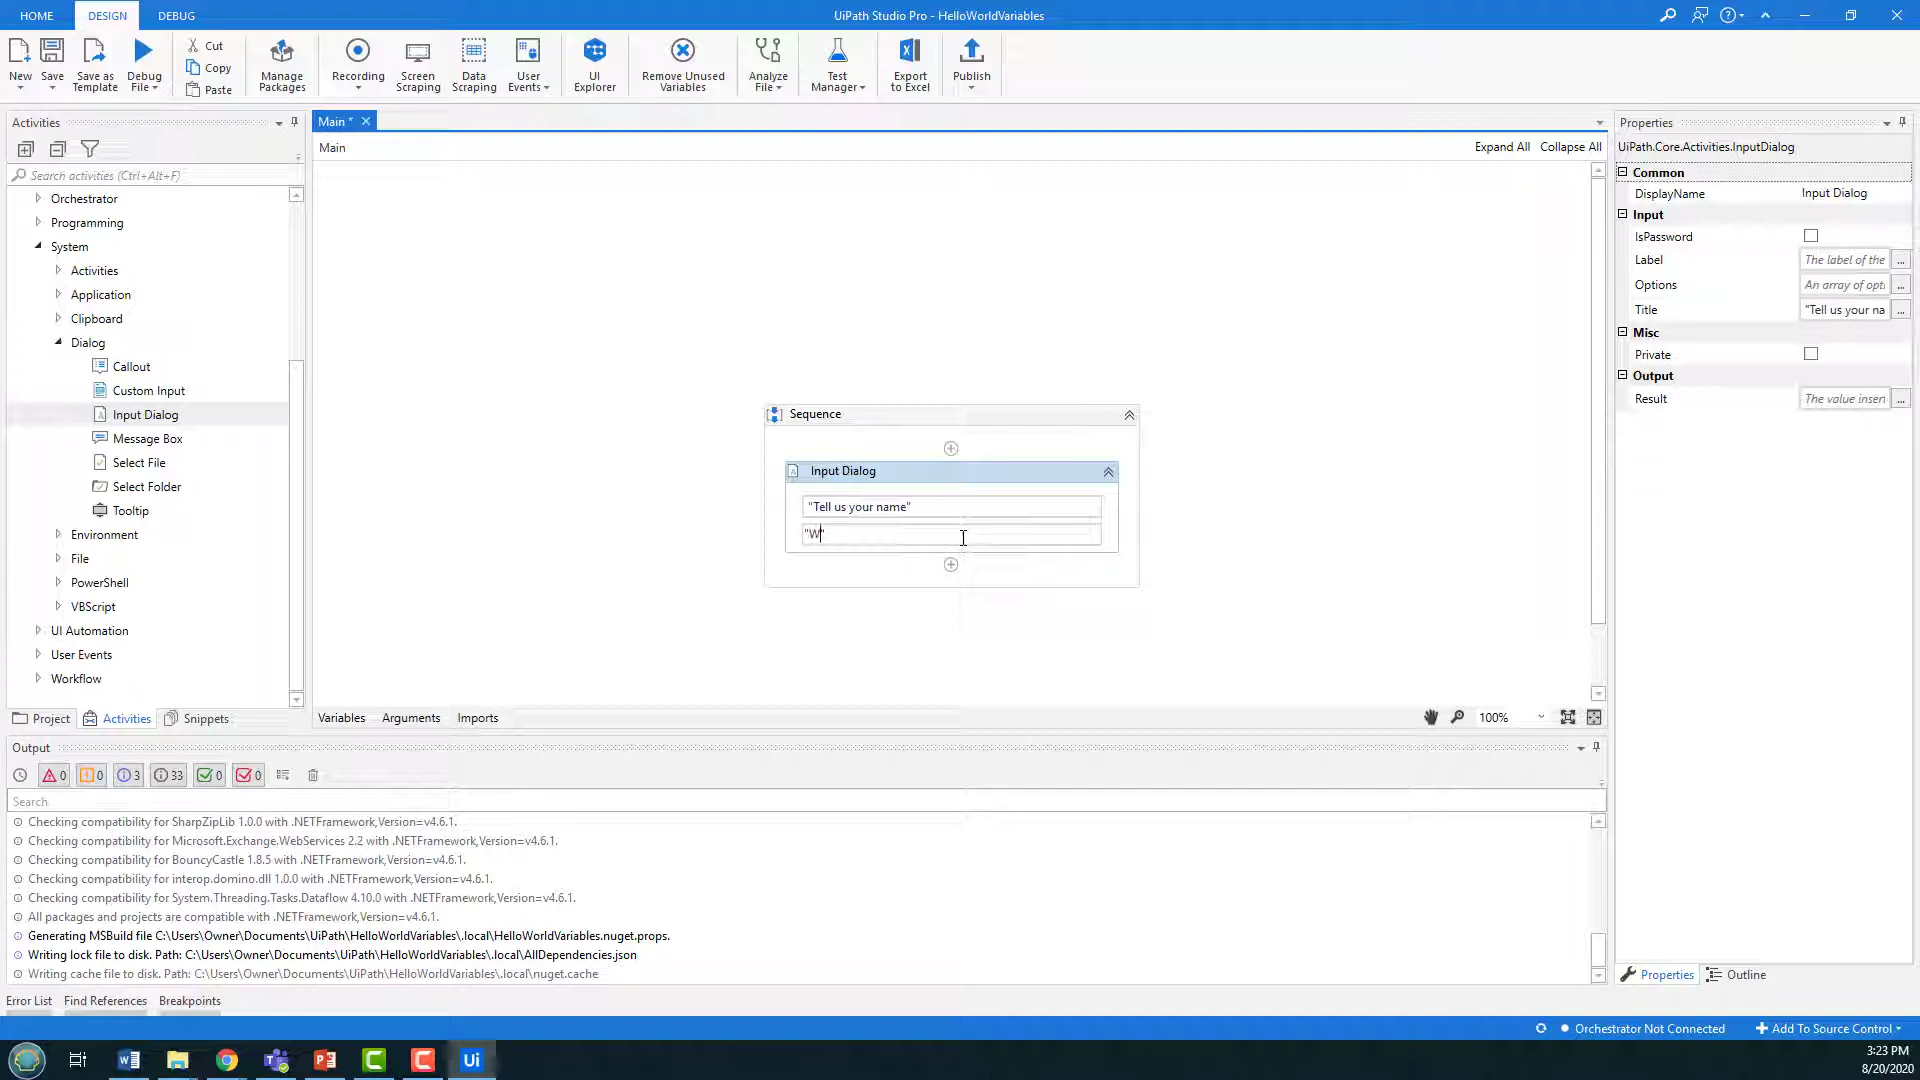 HOME DESIGN DEBUG UiPath Studio Pro - HelloWorldVariables
New Save Save as Template Debug File Cut Copy Paste Manage Packages Recording Screen Scraping Data Scraping User Events UI Explorer Remove Unused Variables Analyze File Test Manager Export to Excel Publish
Activities
Search activities (Ctrl+Alt+F)
Orchestrator
Programming
System
Activities
Application
Clipboard
Dialog
Callout
Custom Input
Input Dialog
Message Box
Select File
Select Folder
Tooltip
Environment
File
PowerShell
VBScript
UI Automation
User Events
Workflow
Project Activities Snippets
Main *
Main Expand All Collapse All
Sequence
Input Dialog
"Tell us your name"
"W"
Variables Arguments Imports 100%
Properties
UiPath.Core.Activities.InputDialog
Common
DisplayName Input Dialog
Input
IsPassword
Label The label of the ...
Options An array of opti ...
Title "Tell us your na ...
Misc
Private
Output
Result The value insert ...
Properties Outline
Output
0 0 3 33 0 0
Search
Checking compatibility for SharpZipLib 1.0.0 with .NETFramework,Version=v4.6.1.
Checking compatibility for Microsoft.Exchange.WebServices 2.2 with .NETFramework,Version=v4.6.1.
Checking compatibility for BouncyCastle 1.8.5 with .NETFramework,Version=v4.6.1.
Checking compatibility for interop.domino.dll 1.0.0 with .NETFramework,Version=v4.6.1.
Checking compatibility for System.Threading.Tasks.Dataflow 4.10.0 with .NETFramework,Version=v4.6.1.
All packages and projects are compatible with .NETFramework,Version=v4.6.1.
Generating MSBuild file C:\Users\Owner\Documents\UiPath\HelloWorldVariables\.local\HelloWorldVariables.nuget.props.
Writing lock file to disk. Path: C:\Users\Owner\Documents\UiPath\HelloWorldVariables\.local\AllDependencies.json
Writing cache file to disk. Path: C:\Users\Owner\Documents\UiPath\HelloWorldVariables\.local\nuget.cache
Error List Find References Breakpoints
Orchestrator Not Connected Add To Source Control
Ui
3:23 PM
8/20/2020